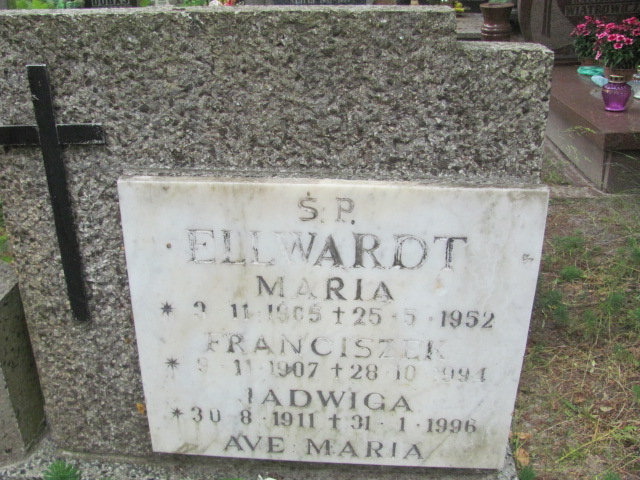 Ś.P.
ELLWARDT
MARIA
11 1905 + 25 · 5 · 1952
FRANCISZEK
9 11 1907 + 28 10 1994
JADWIGA
* 30 · 8 · 1911 + 31 · 1 · 1996
AVE MARIA